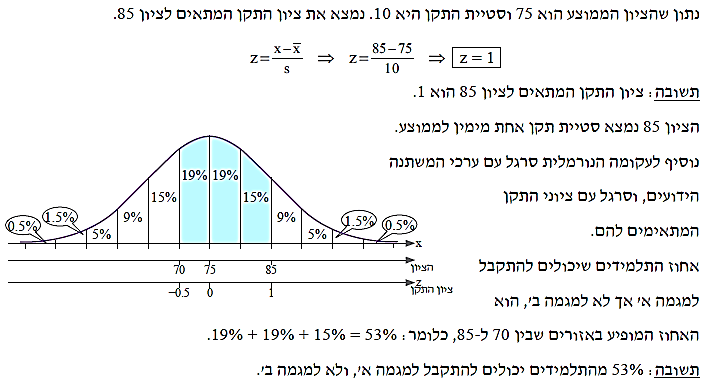 נתון שהציון הממוצע הוא 75 וסטיית התקן היא 10. נמצא את ציון התקן המתאים לציון 85.
z = (x − x̄)/s ⇒ z = (85 − 75)/10 ⇒ z = 1
תשובה: ציון התקן המתאים לציון 85 הוא 1.
הציון 85 נמצא סטיית תקן אחת מימין לממוצע.
נוסיף לעקומה הנורמלית סרגל עם ערכי המשתנה
הידועים, וסרגל עם ציוני התקן
המתאימים להם.
אחוז התלמידים שיכולים להתקבל
למגמה א׳ אך לא למגמה ב׳, הוא
האחוז המופיע באזורים שבין 70 ל-85, כלומר: 19% + 19% + 15% = 53%.
תשובה: 53% מהתלמידים יכולים להתקבל למגמה א׳, ולא למגמה ב׳.
19% 19%
15% 15%
9% 9%
0.5% 1.5% 5% 5% 1.5% 0.5%
x
70 75 85 הציון
z
−0.5 0 1 ציון התקן